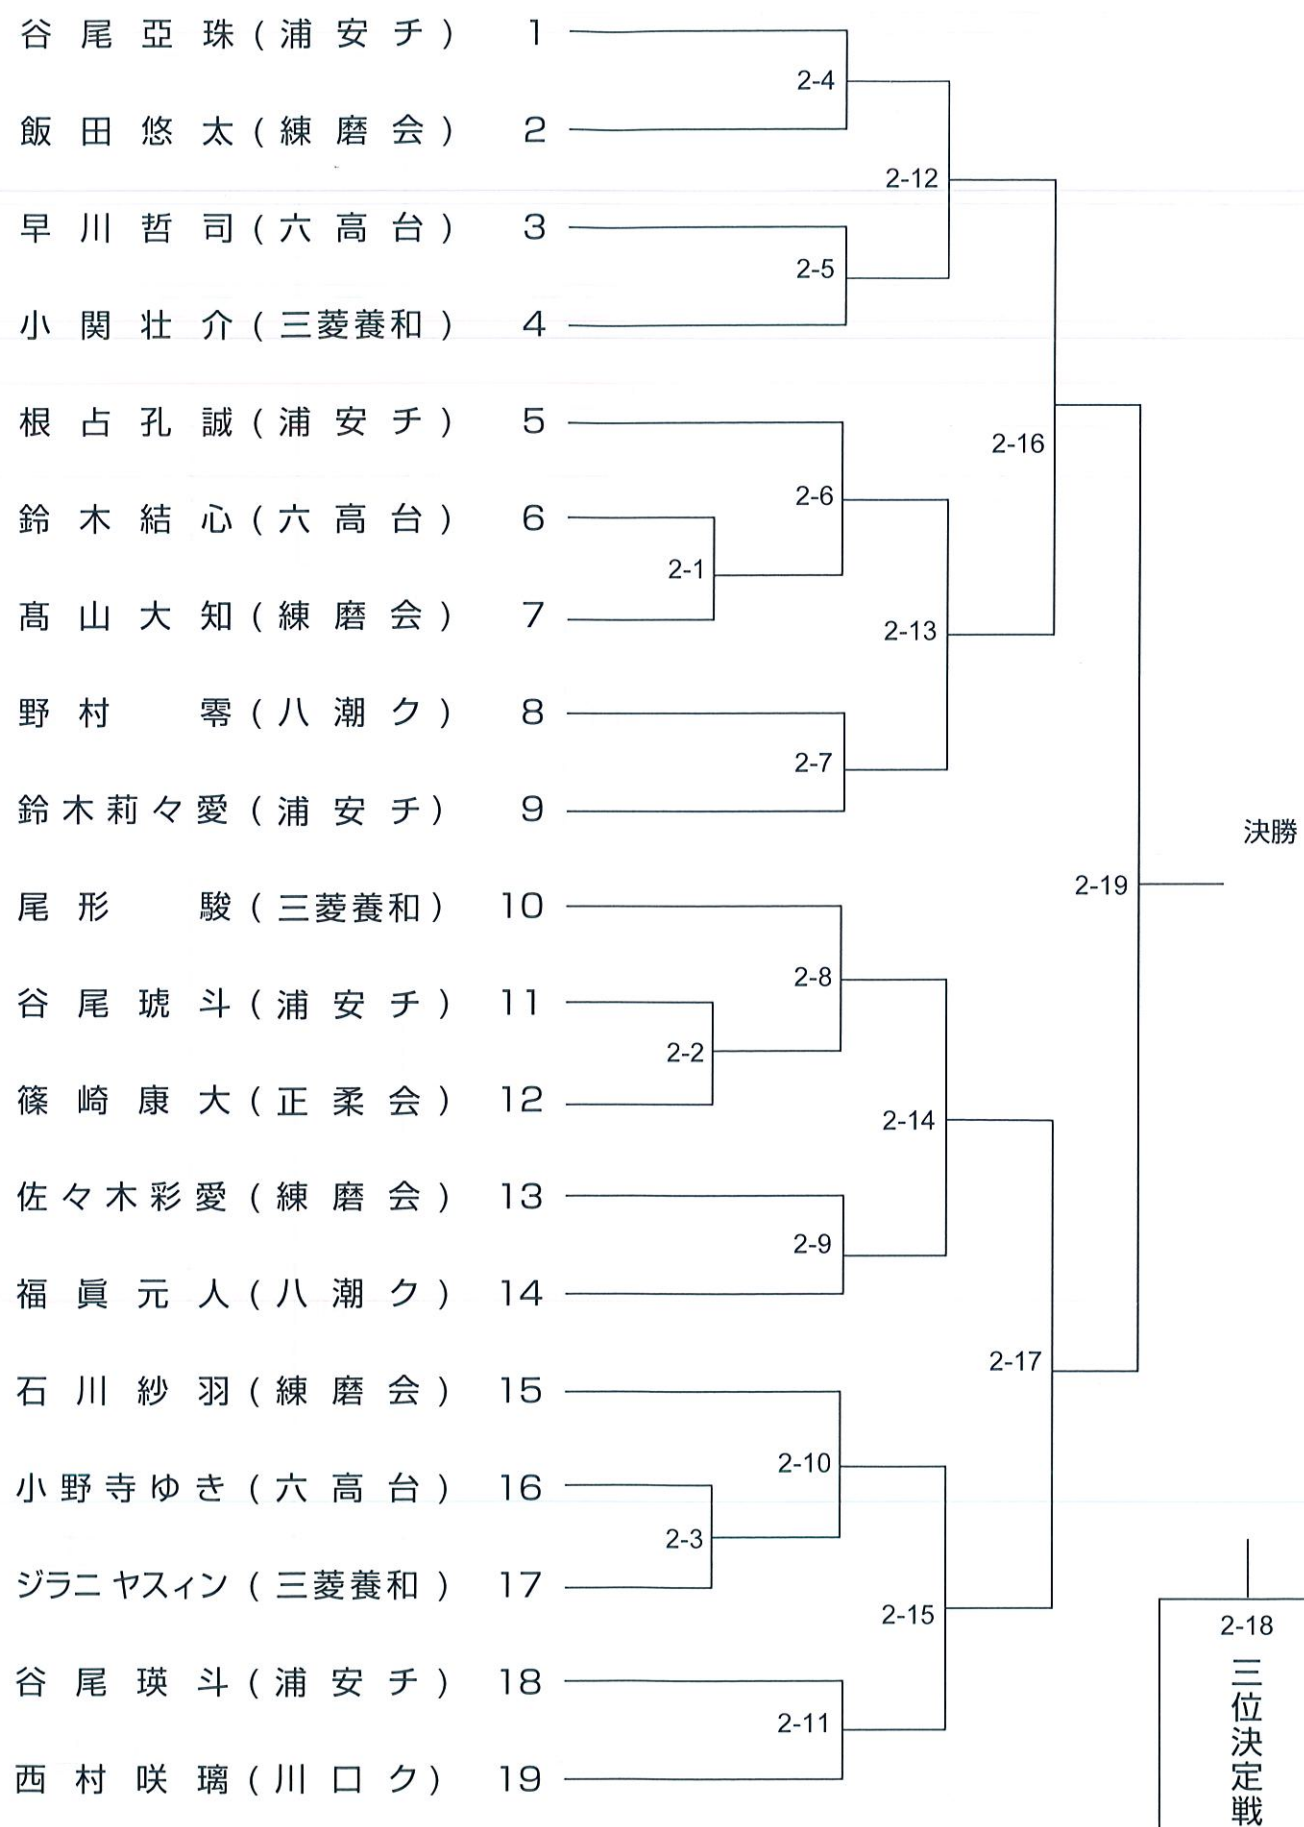 谷尾亞珠(浦安チ) 1
2-4
飯田悠太(練磨会) 2
2-12
早川哲司(六高台) 3
2-5
小関壮介(三菱養和) 4
根占孔誠(浦安チ) 5
2-16
2-6
鈴木結心(六高台) 6
2-1
髙山大知(練磨会) 7
2-13
野村 零(八潮ク) 8
2-7
鈴木莉々愛(浦安チ) 9
決勝
2-19
尾形 駿(三菱養和) 10
2-8
谷尾琥斗(浦安チ) 11
2-2
篠崎康大(正柔会) 12
2-14
佐々木彩愛(練磨会) 13
2-9
福眞元人(八潮ク) 14
2-17
石川紗羽(練磨会) 15
2-10
小野寺ゆき(六高台) 16
2-3
ジラニヤスィン(三菱養和) 17
2-15
2-18
三位決定戦
谷尾瑛斗(浦安チ) 18
2-11
西村咲璃(川口ク) 19